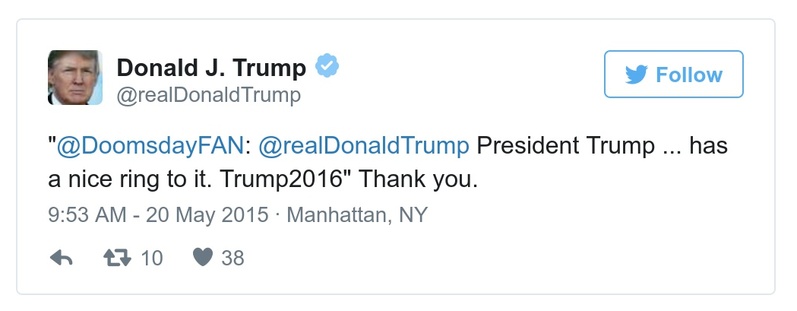 Donald J. Trump
@realDonaldTrump
Follow
"@DoomsdayFAN: @realDonaldTrump President Trump ... has
a nice ring to it. Trump2016" Thank you.
9:53 AM - 20 May 2015 · Manhattan, NY
10 38